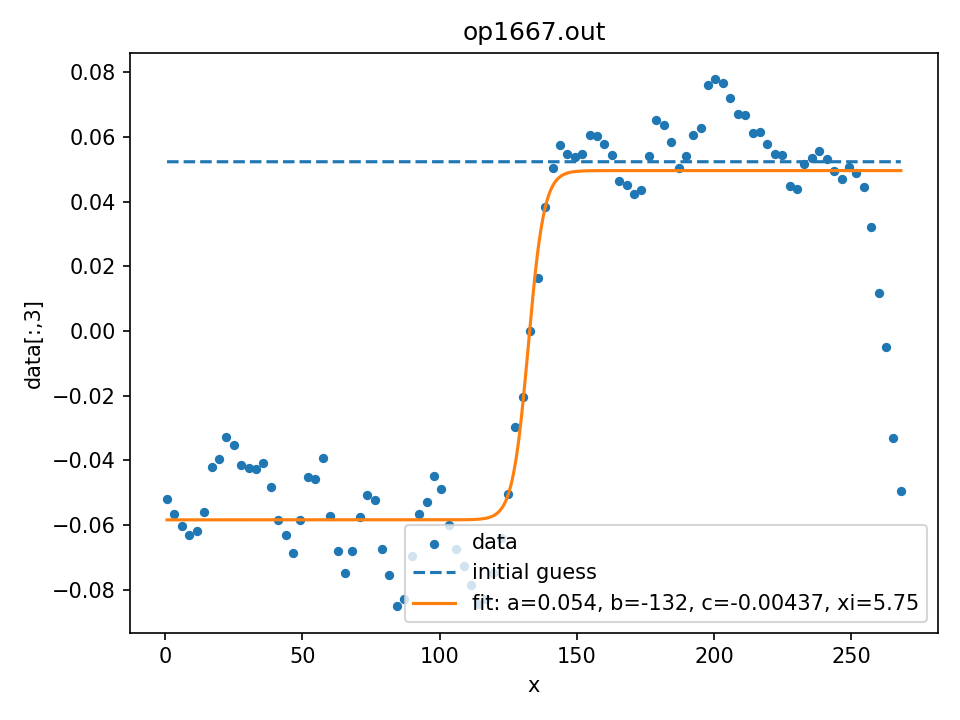 op1667.out
0.08
0.06
0.04
0.02
0.00
−0.02
−0.04
−0.06
−0.08
data[:,3]
data
initial guess
fit: a=0.054, b=-132, c=-0.00437, xi=5.75
0 50 100 150 200 250
x